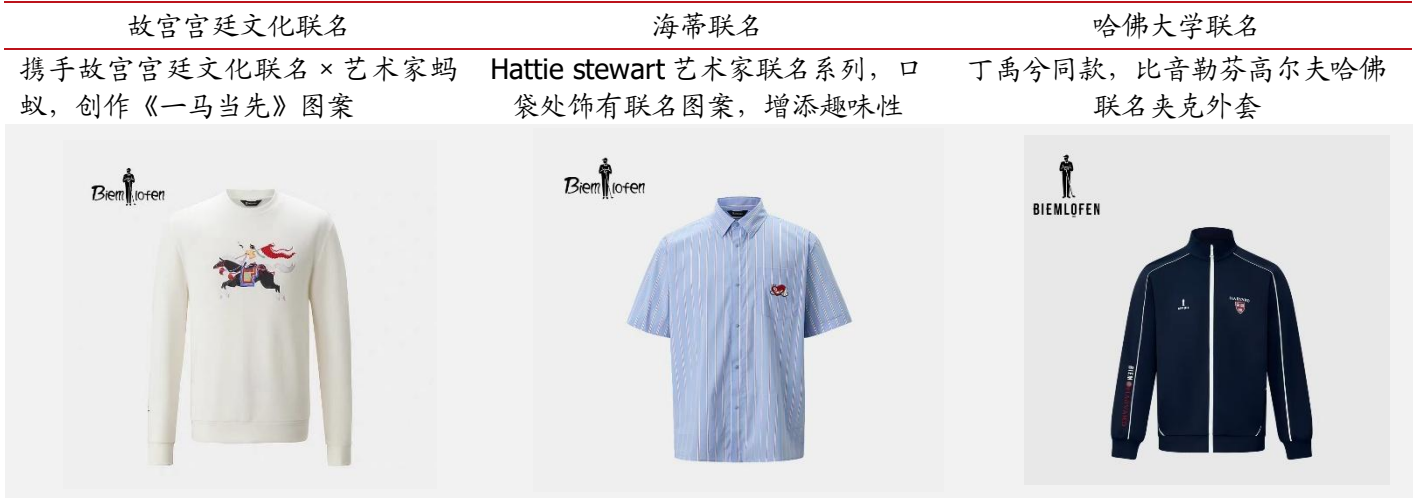 故宫宫廷文化联名
海蒂联名
哈佛大学联名
携手故宫宫廷文化联名×艺术家蚂
蚁，创作《一马当先》图案
Hattie stewart 艺术家联名系列，口
袋处饰有联名图案，增添趣味性
丁禹兮同款，比音勒芬高尔夫哈佛
联名夹克外套
Biemlofen
Biemlofen
BIEMLOFEN
HARVARD
BIEM HARVARD